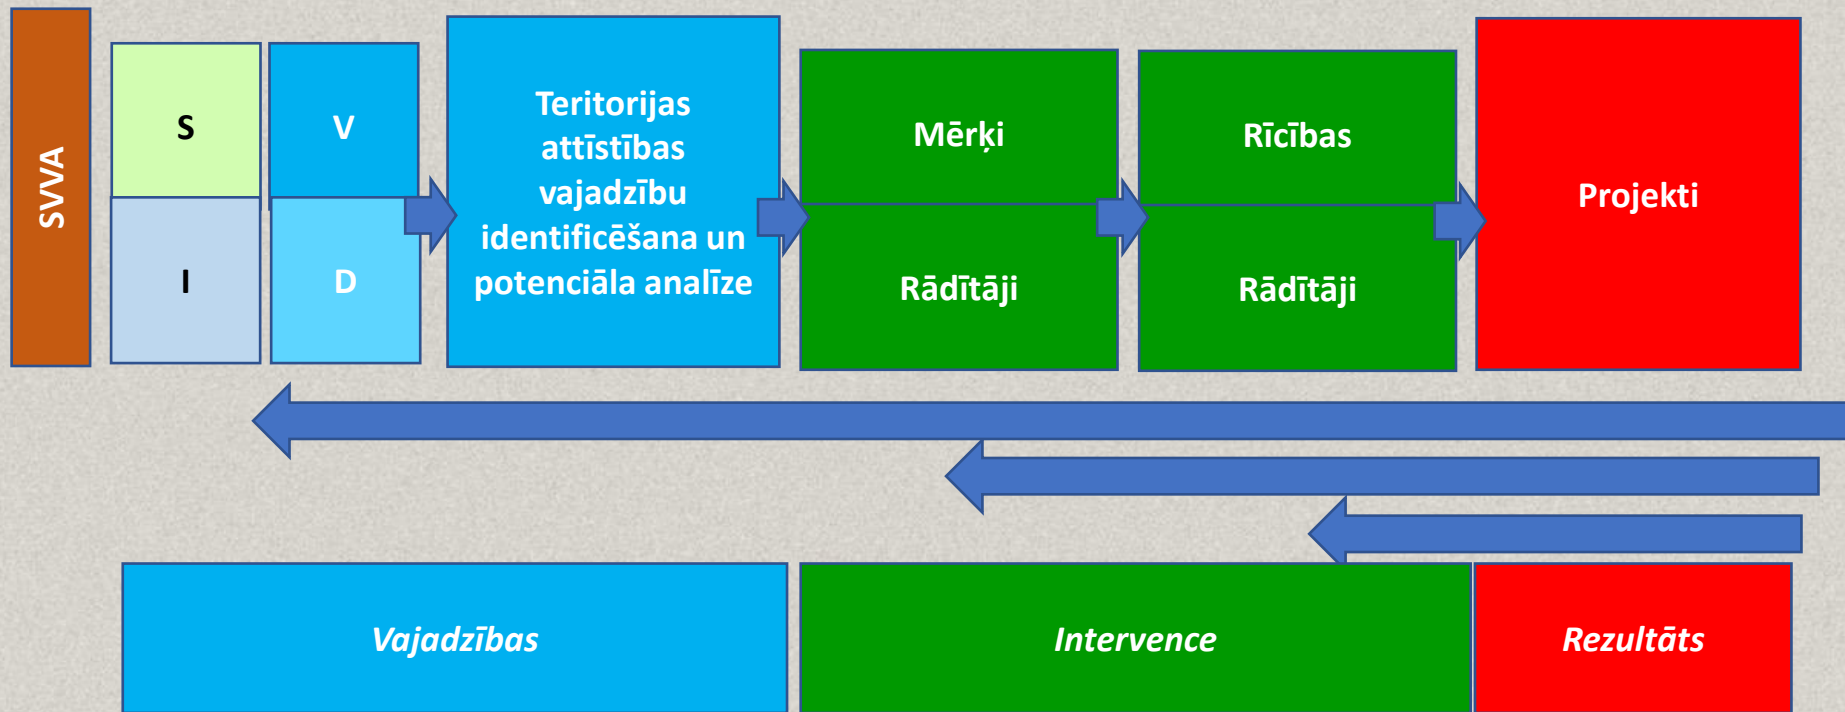 SVVA
S
V
I
D
Teritorijas
attīstības
vajadzību
identificēšana un
potenciāla analīze
Mērķi
Rādītāji
Rīcības
Rādītāji
Projekti
Vajadzības
Intervence
Rezultāts